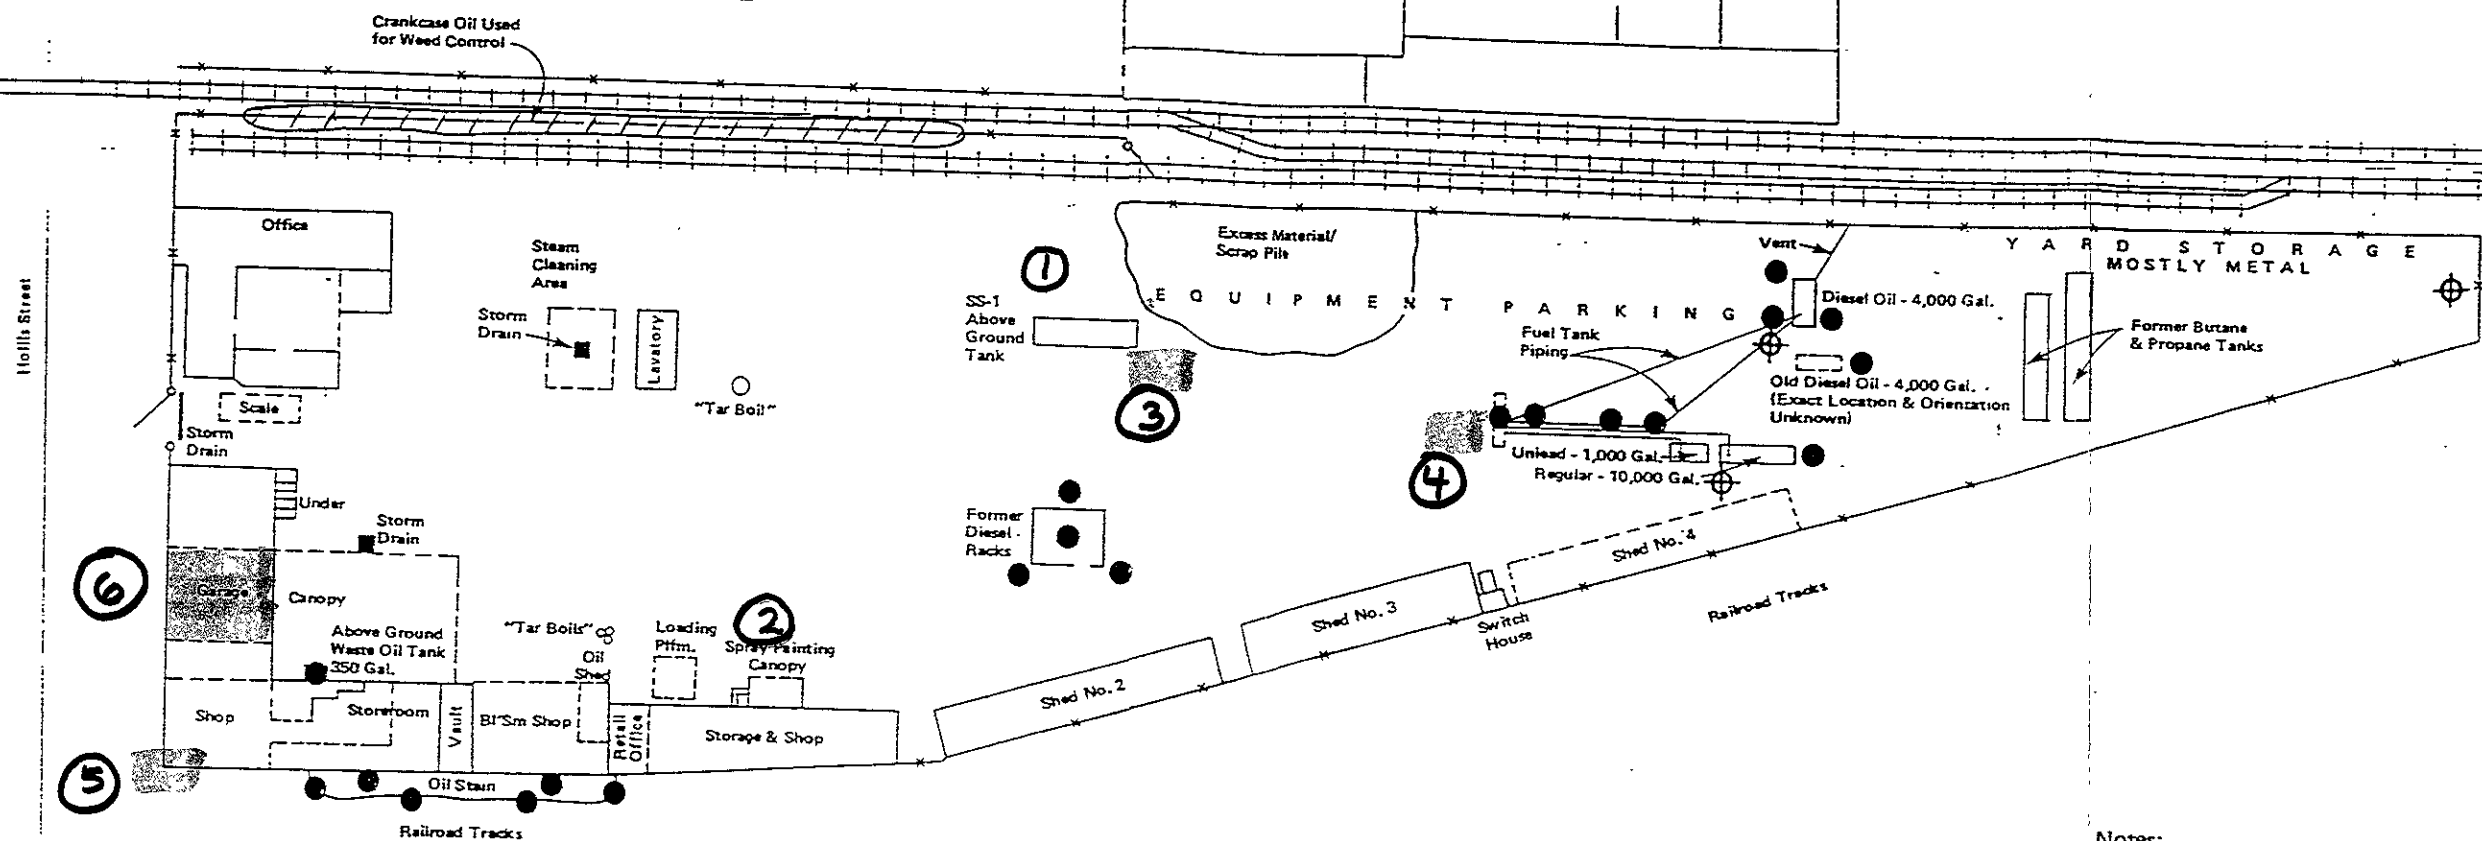 Crankcase Oil Used
for Weed Control
Hollis Street
Office
Steam
Cleaning
Area
Storm
Drain
Lavatory
"Tar Boil"
Scale
Storm
Drain
1
SS-1
Above
Ground
Tank
3
Excess Material/
Scrap Pile
EQUIPMENT PARKING
Vent
Diesel Oil - 4,000 Gal.
Fuel Tank
Piping
Old Diesel Oil - 4,000 Gal.
(Exact Location & Orientation
Unknown)
YARD STORAGE
MOSTLY METAL
Former Butane
& Propane Tanks
4
Unlead - 1,000 Gal.
Regular - 10,000 Gal.
Under
Storm
Drain
6
Garage
Canopy
Above Ground
Waste Oil Tank
350 Gal.
"Tar Boils"
Oil
Shed
Loading
Pltfm.
2
Spray Painting
Canopy
Former
Diesel
Racks
Shed No. 2
Shed No. 3
Switch
House
Shed No. 4
Railroad Tracks
Shop
Storeroom
Vault
Bl'Sm Shop
Retail
Office
Storage & Shop
5
Oil Stain
Railroad Tracks
Notes: